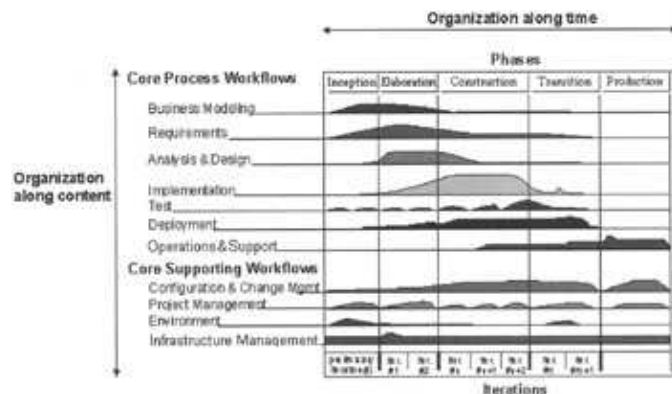 Organization along time
Phases
Core Process Workflows
Inception Elaboration Construction Transition Production
Business Modeling
Requirements
Analysis & Design
Implementation
Test
Deployment
Operations & Support
Organization
along content
Core Supporting Workflows
Configuration & Change Mgmt
Project Management
Environment
Infrastructure Management
Iterations